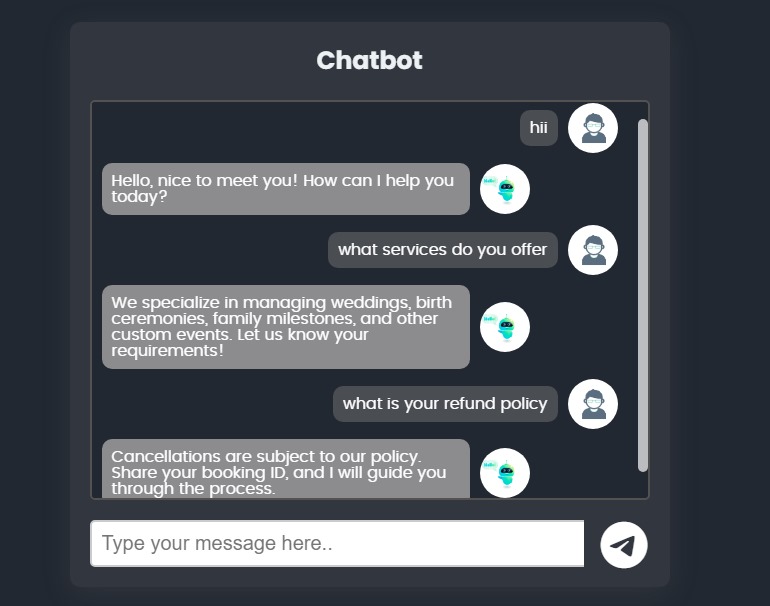 Chatbot
hii
Hello, nice to meet you! How can I help you
today?
what services do you offer
We specialize in managing weddings, birth
ceremonies, family milestones, and other
custom events. Let us know your
requirements!
what is your refund policy
Cancellations are subject to our policy.
Share your booking ID, and I will guide you
through the process.
Type your message here..